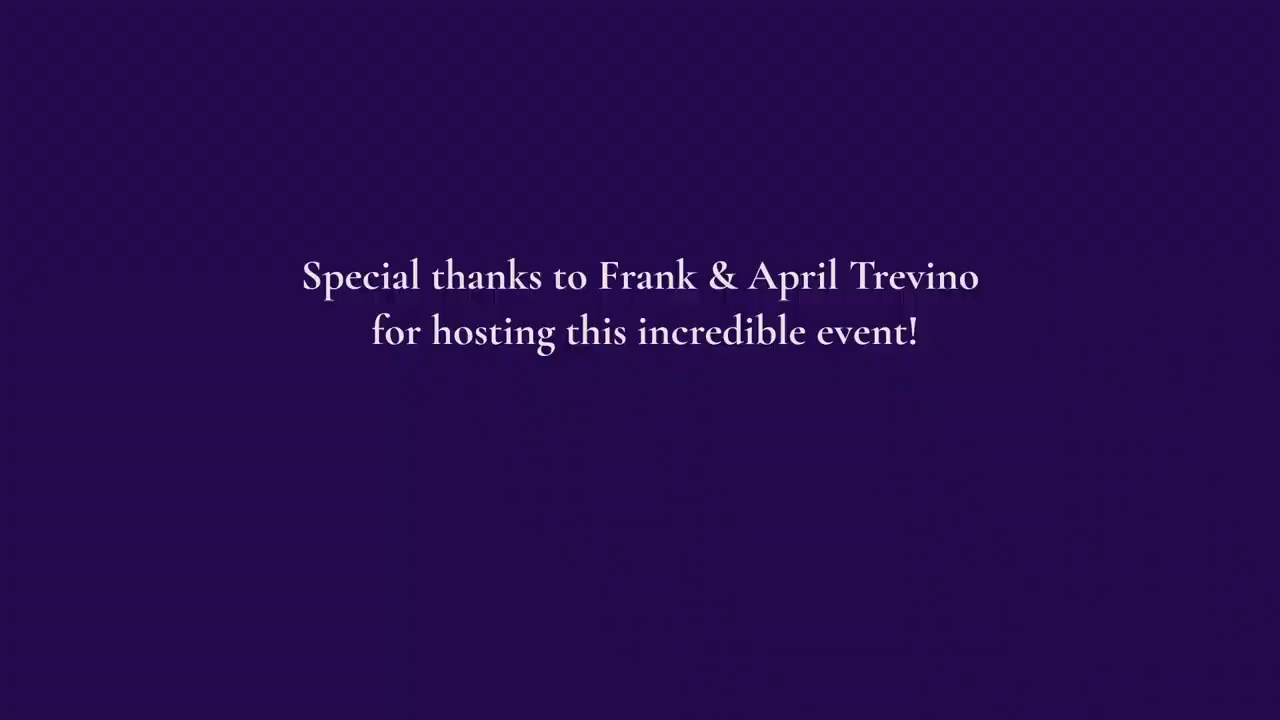 Special thanks to Frank & April Trevino
for hosting this incredible event!